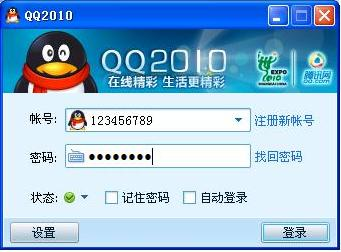 QQ2010
QQ2010
在线精彩 生活更精彩
2010
EXPO
腾讯网
帐号: 123456789 注册新帐号
密码: ●●●●●●●● 找回密码
状态: 记住密码 自动登录
设置 登录